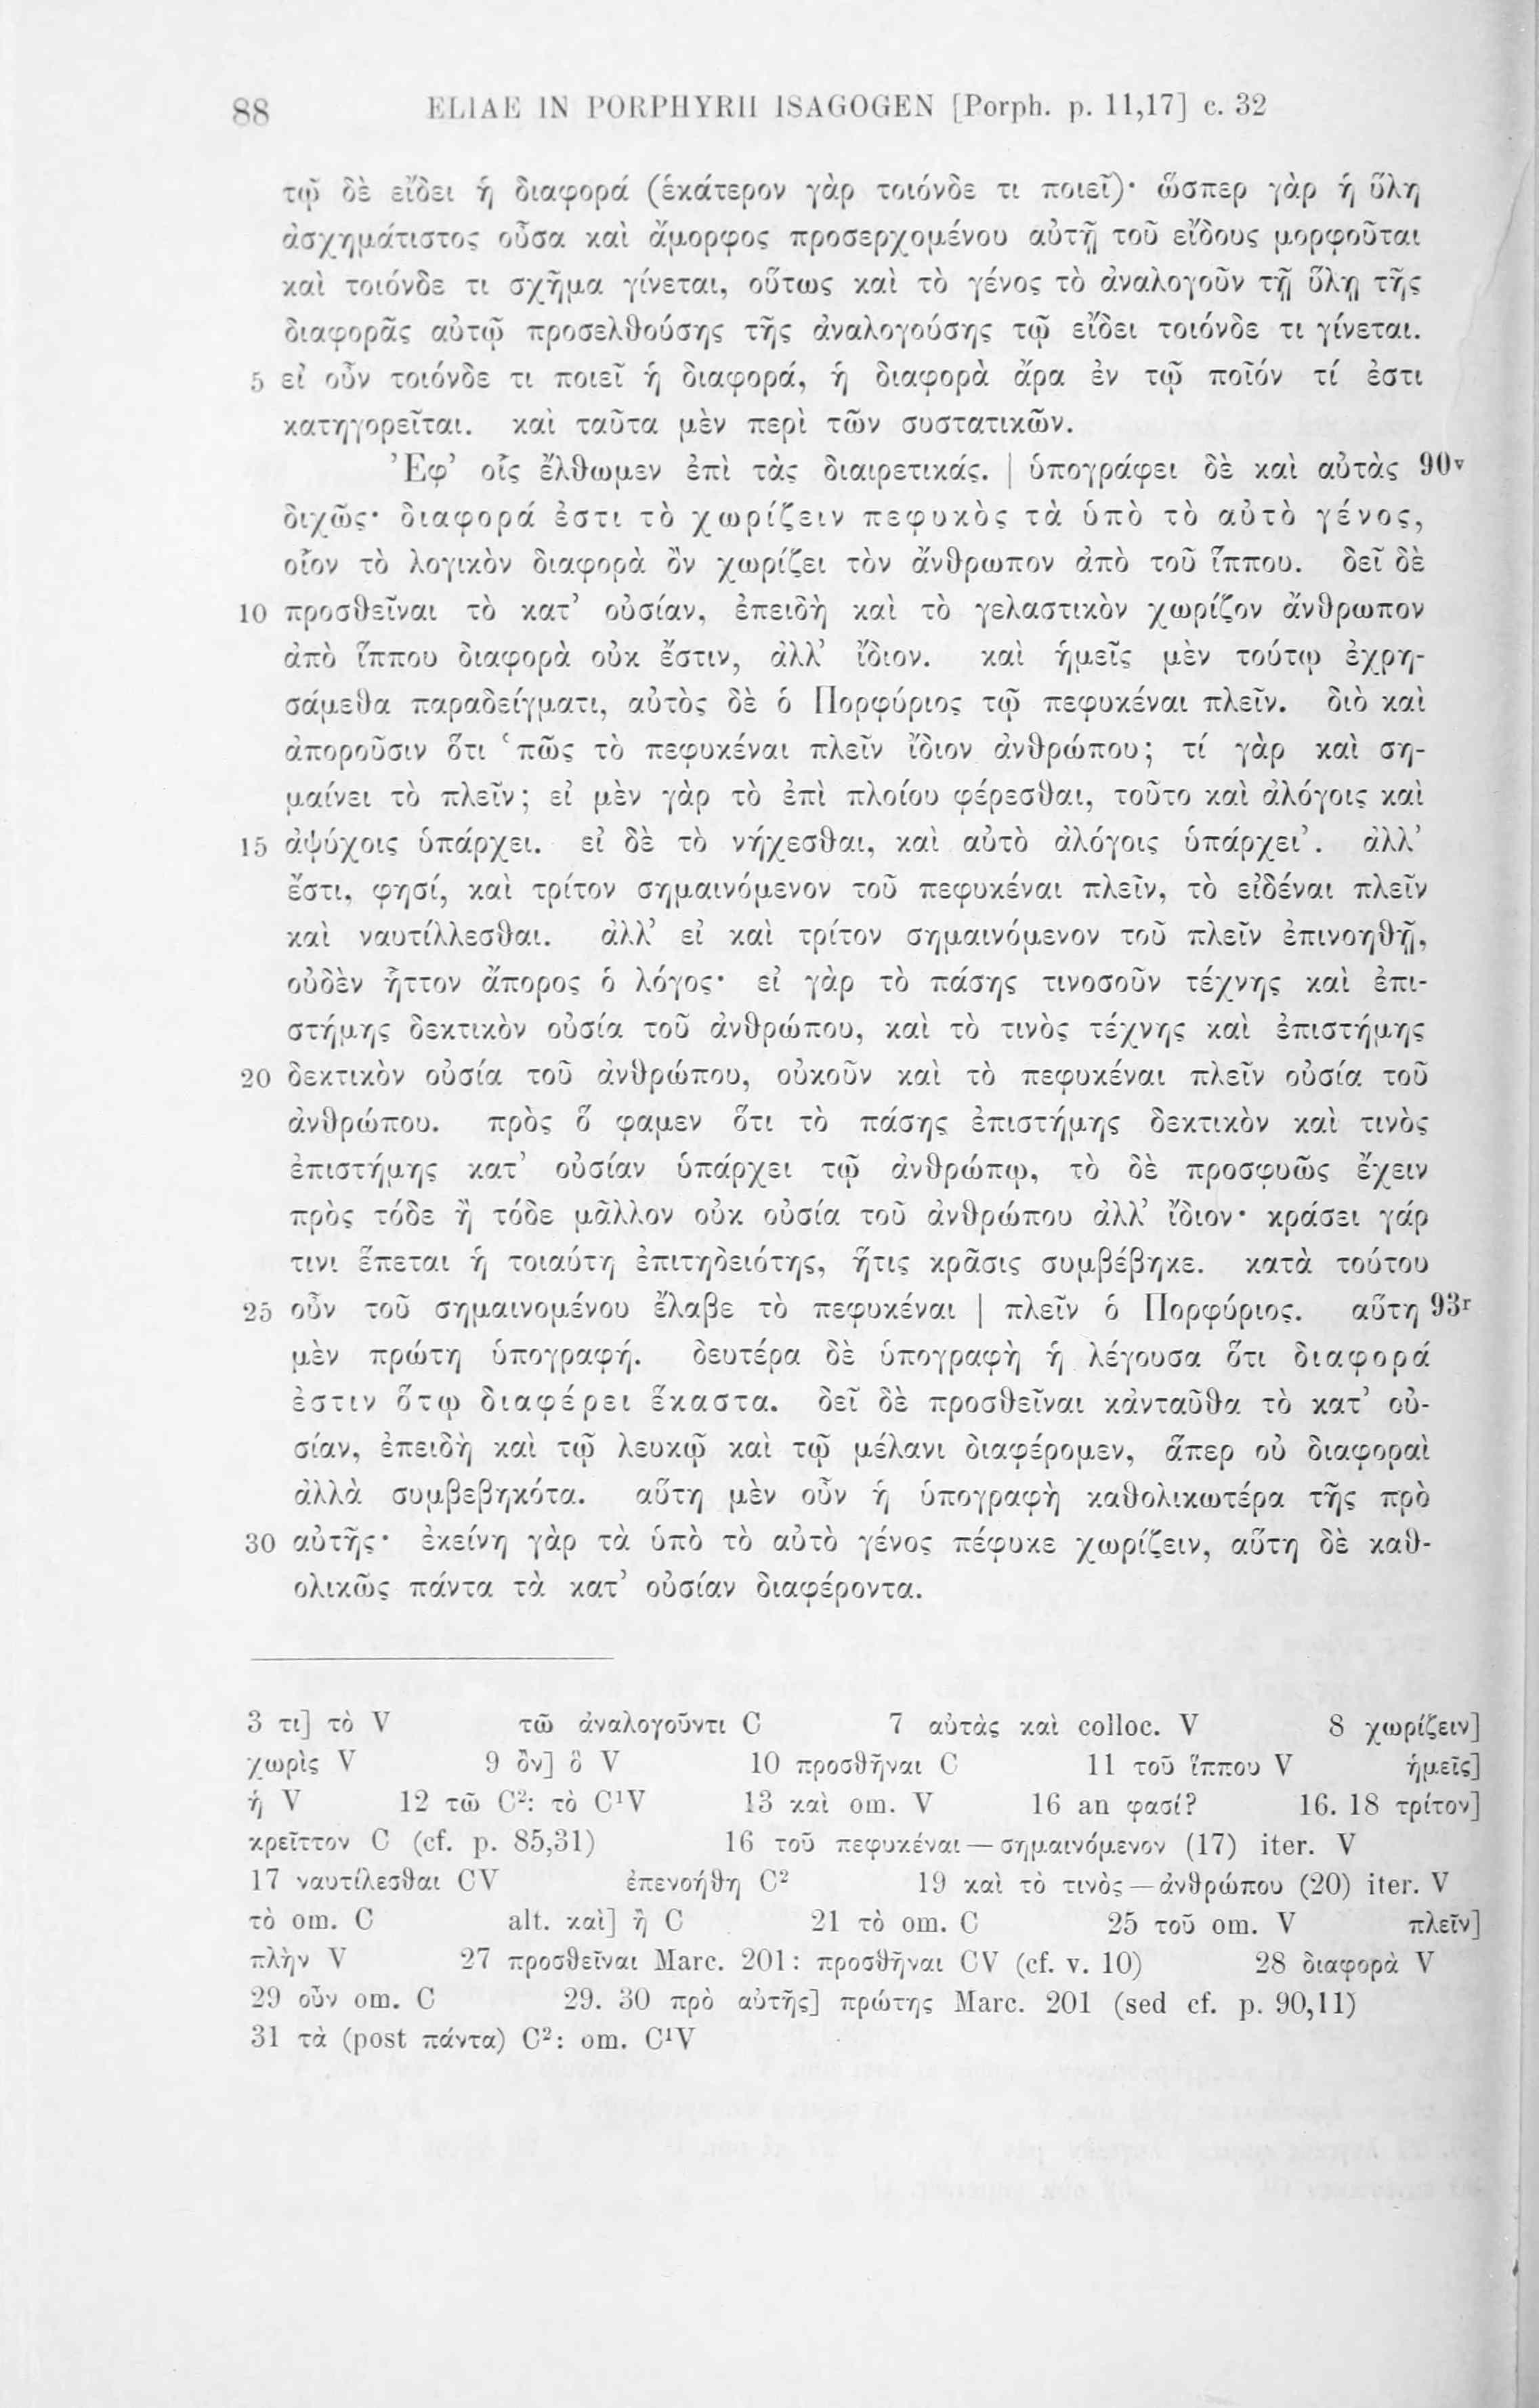 88 ELIAE IN PORPHYRII ISAGOGEN [Porph. p. 11,17] c. 32
τῷ δὲ εἴδει ἡ διαφορά (ἑκάτερον γὰρ τοιόνδε τι ποιεῖ)· ὥσπερ γὰρ ἡ ὕλη
ἀσχημάτιστος οὖσα καὶ ἄμορφος προσερχομένου αὐτῇ τοῦ εἴδους μορφοῦται
καὶ τοιόνδε τι σχῆμα γίνεται, οὕτως καὶ τὸ γένος τὸ ἀναλογοῦν τῇ ὕλῃ τῆς
διαφορᾶς αὐτῷ προσελθούσης τῆς ἀναλογούσης τῷ εἴδει τοιόνδε τι γίνεται.
5 εἰ οὖν τοιόνδε τι ποιεῖ ἡ διαφορά, ἡ διαφορὰ ἄρα ἐν τῷ ποῖόν τί ἐστι
κατηγορεῖται. καὶ ταῦτα μὲν περὶ τῶν συστατικῶν.
Ἐφ’ οἷς ἔλθωμεν ἐπὶ τὰς διαιρετικάς. | ὑπογράφει δὲ καὶ αὐτὰς 90v
διχῶς· διαφορά ἐστι τὸ χωρίζειν πεφυκὸς τὰ ὑπὸ τὸ αὐτὸ γένος,
οἷον τὸ λογικὸν διαφορὰ ὂν χωρίζει τὸν ἄνθρωπον ἀπὸ τοῦ ἵππου. δεῖ δὲ
10 προσθεῖναι τὸ κατ’ οὐσίαν, ἐπειδὴ καὶ τὸ γελαστικὸν χωρίζον ἄνθρωπον
ἀπὸ ἵππου διαφορὰ οὐκ ἔστιν, ἀλλ’ ἴδιον. καὶ ἡμεῖς μὲν τούτῳ ἐχρη-
σάμεθα παραδείγματι, αὐτὸς δὲ ὁ Πορφύριος τῷ πεφυκέναι πλεῖν. διὸ καὶ
ἀποροῦσιν ὅτι ‘πῶς τὸ πεφυκέναι πλεῖν ἴδιον ἀνθρώπου; τί γὰρ καὶ ση-
μαίνει τὸ πλεῖν; εἰ μὲν γὰρ τὸ ἐπὶ πλοίου φέρεσθαι, τοῦτο καὶ ἀλόγοις καὶ
15 ἀψύχοις ὑπάρχει. εἰ δὲ τὸ νήχεσθαι, καὶ αὐτὸ ἀλόγοις ὑπάρχει’. ἀλλ’
ἔστι, φησί, καὶ τρίτον σημαινόμενον τοῦ πεφυκέναι πλεῖν, τὸ εἰδέναι πλεῖν
καὶ ναυτίλλεσθαι. ἀλλ’ εἰ καὶ τρίτον σημαινόμενον τοῦ πλεῖν ἐπινοηθῇ,
οὐδὲν ἧττον ἄπορος ὁ λόγος· εἰ γὰρ τὸ πάσης τινοσοῦν τέχνης καὶ ἐπι-
στήμης δεκτικὸν οὐσία τοῦ ἀνθρώπου, καὶ τὸ τινὸς τέχνης καὶ ἐπιστήμης
20 δεκτικὸν οὐσία τοῦ ἀνθρώπου, οὐκοῦν καὶ τὸ πεφυκέναι πλεῖν οὐσία τοῦ
ἀνθρώπου. πρὸς ὅ φαμεν ὅτι τὸ πάσης ἐπιστήμης δεκτικὸν καὶ τινὸς
ἐπιστήμης κατ’ οὐσίαν ὑπάρχει τῷ ἀνθρώπῳ, τὸ δὲ προσφυῶς ἔχειν
πρὸς τόδε ἢ τόδε μᾶλλον οὐκ οὐσία τοῦ ἀνθρώπου ἀλλ’ ἴδιον· κράσει γάρ
τινι ἕπεται ἡ τοιαύτη ἐπιτηδειότης, ἥτις κρᾶσις συμβέβηκε. κατὰ τούτου
25 οὖν τοῦ σημαινομένου ἔλαβε τὸ πεφυκέναι | πλεῖν ὁ Πορφύριος. αὕτη 93r
μὲν πρώτη ὑπογραφή. δευτέρα δὲ ὑπογραφὴ ἡ λέγουσα ὅτι διαφορά
ἐστιν ὅτῳ διαφέρει ἕκαστα. δεῖ δὲ προσθεῖναι κἀνταῦθα τὸ κατ’ οὐ-
σίαν, ἐπειδὴ καὶ τῷ λευκῷ καὶ τῷ μέλανι διαφέρομεν, ἅπερ οὐ διαφοραὶ
ἀλλὰ συμβεβηκότα. αὕτη μὲν οὖν ἡ ὑπογραφὴ καθολικωτέρα τῆς πρὸ
30 αὐτῆς· ἐκείνη γὰρ τὰ ὑπὸ τὸ αὐτὸ γένος πέφυκε χωρίζειν, αὕτη δὲ καθ-
ολικῶς πάντα τὰ κατ’ οὐσίαν διαφέροντα.
3 τι] τὸ V τῶ ἀναλογοῦντι C 7 αὐτὰς καὶ colloc. V 8 χωρίζειν]
χωρὶς V 9 ὂν] ὃ V 10 προσθῆναι C 11 τοῦ ἵππου V ἡμεῖς]
ἡ V 12 τῶ C²: τὸ C¹V 13 καὶ om. V 16 an φασί? 16. 18 τρίτον]
κρεῖττον C (cf. p. 85,31) 16 τοῦ πεφυκέναι — σημαινόμενον (17) iter. V
17 ναυτίλεσθαι CV ἐπενοήθη C² 19 καὶ τὸ τινὸς — ἀνθρώπου (20) iter. V
τὸ om. C alt. καὶ] ἢ C 21 τὸ om. C 25 τοῦ om. V πλεῖν]
πλὴν V 27 προσθεῖναι Marc. 201: προσθῆναι CV (cf. v. 10) 28 διαφορὰ V
29 οὖν om. C 29. 30 πρὸ αὐτῆς] πρώτης Marc. 201 (sed cf. p. 90,11)
31 τὰ (post πάντα) C²: om. C¹V